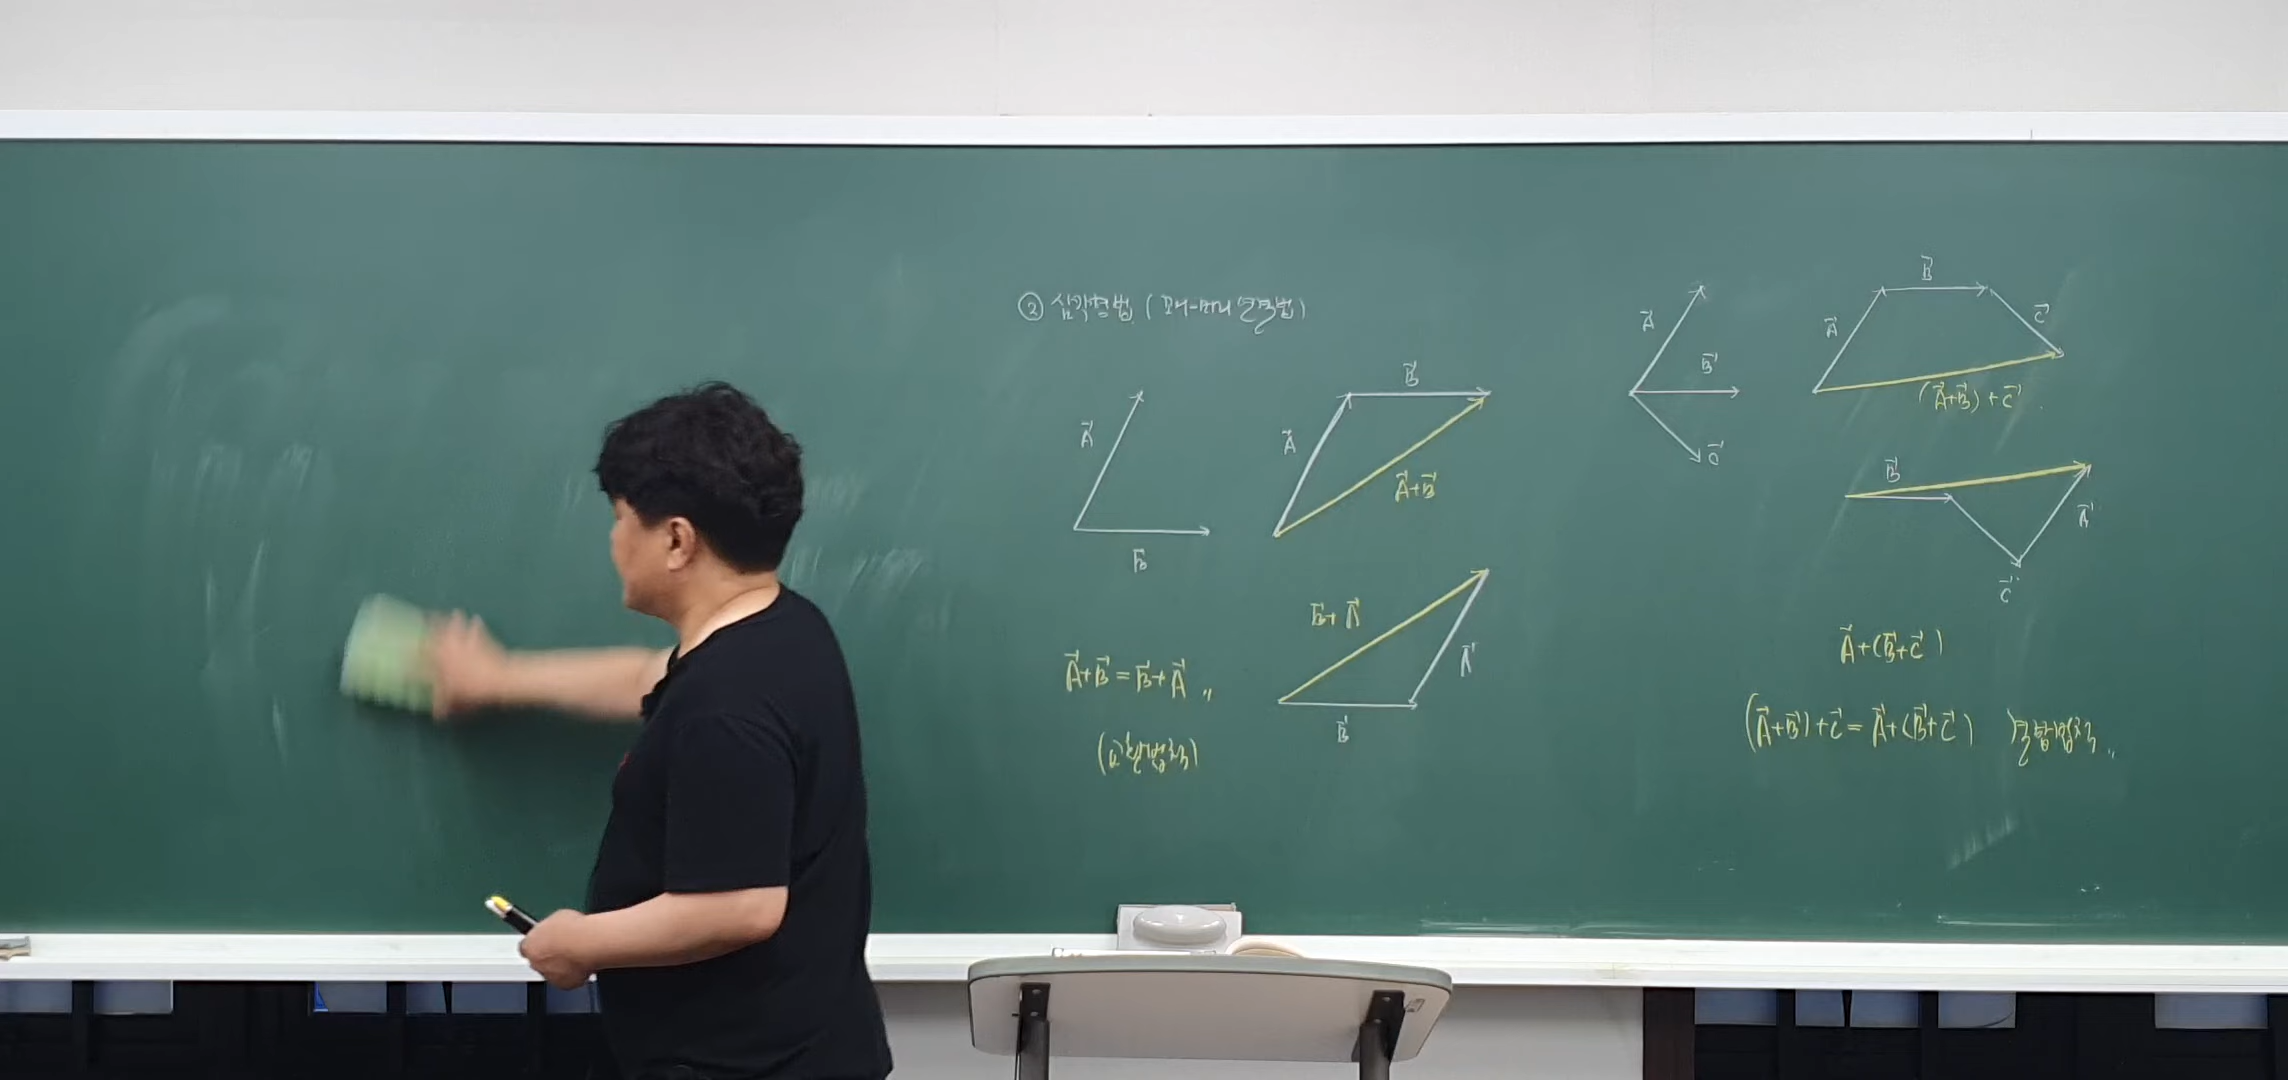 ② 삼각형법 (꼬리-머리 연결법)
A⃗
B⃗
B⃗
A⃗
A⃗+B⃗
B⃗+A⃗
A⃗
B⃗
A⃗+B⃗=B⃗+A⃗ 〃
(교환법칙)
A⃗
B⃗
C⃗
B⃗
A⃗
C⃗
(A⃗+B⃗)+C⃗
B⃗
A⃗
C⃗
A⃗+(B⃗+C⃗)
(A⃗+B⃗)+C⃗=A⃗+(B⃗+C⃗) 결합법칙 〃